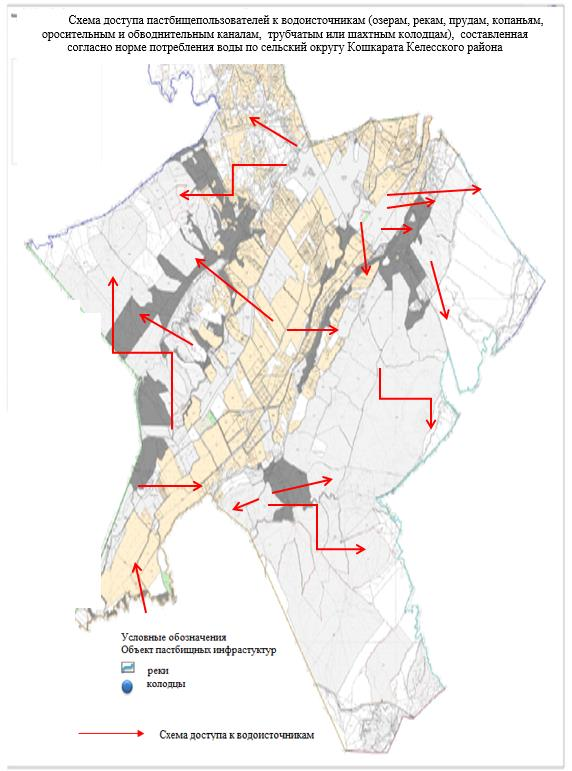 Схема доступа пастбищепользователей к водоисточникам (озерам, рекам, прудам, копаньям,
оросительным и обводнительным каналам, трубчатым или шахтным колодцам), составленная
согласно норме потребления воды по сельский округу Кошкарата Келесского района
Условные обозначения
Объект пастбищных инфрастуктур
реки
колодцы
Схема доступа к водоисточникам